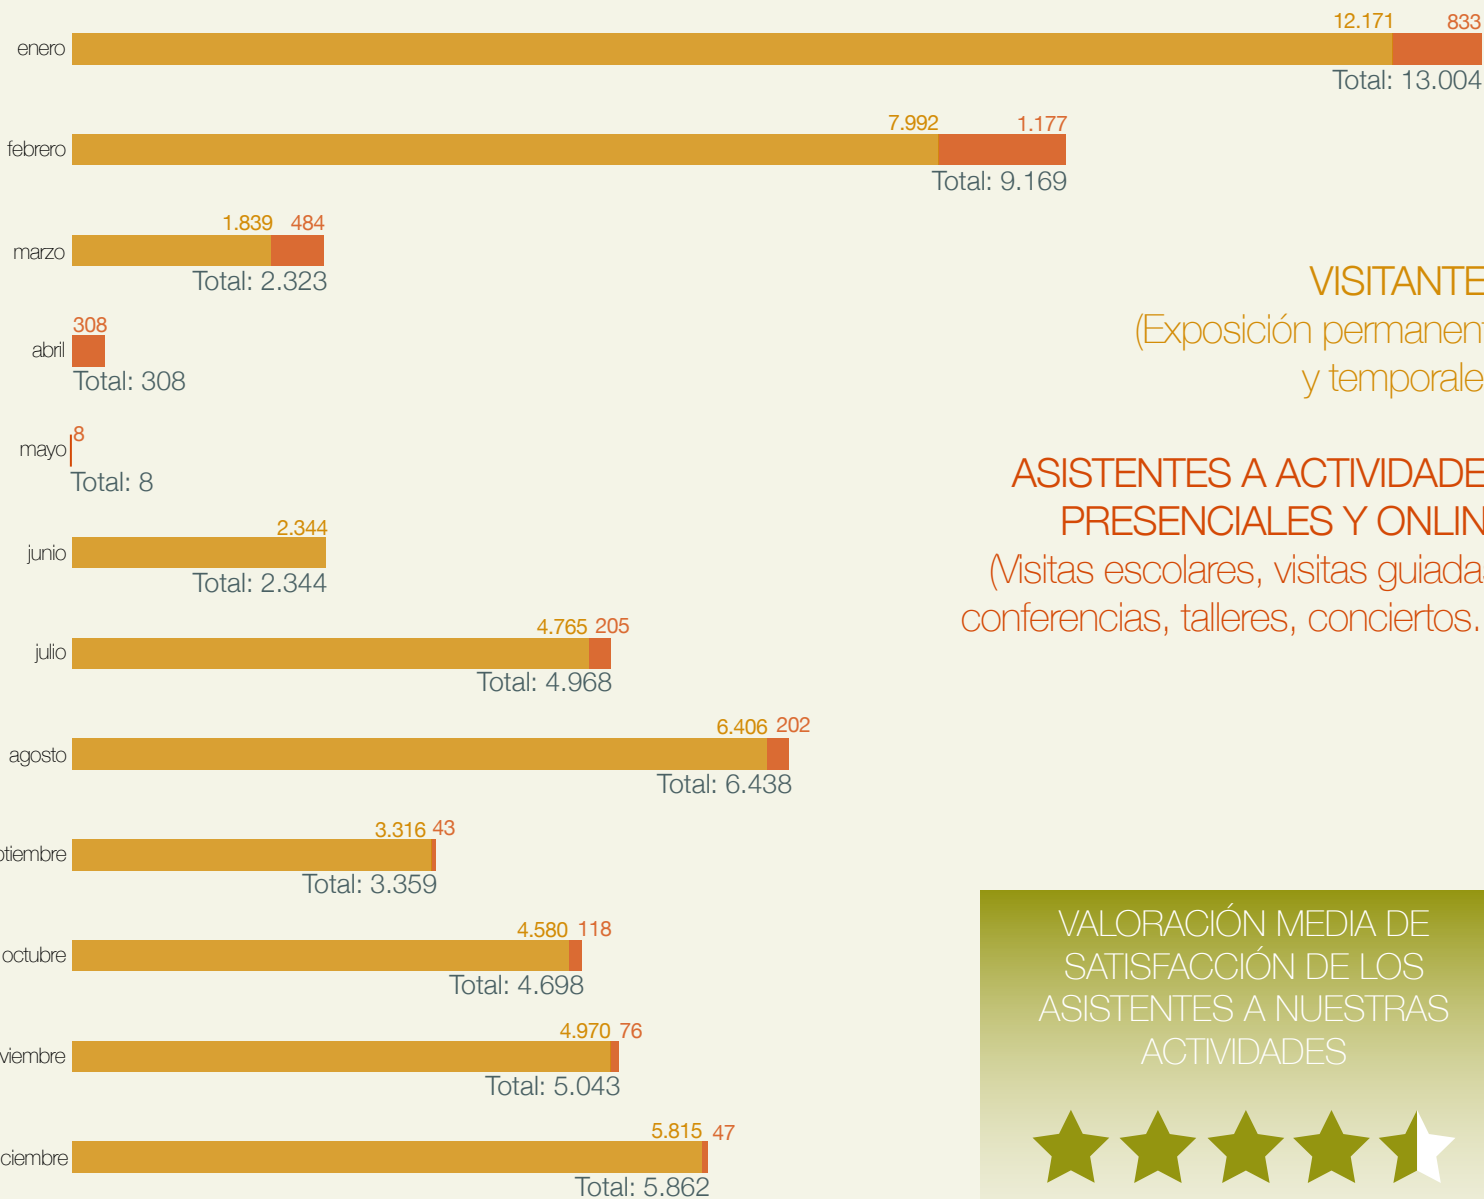 12.171 833
enero
Total: 13.004
7.992 1.177
febrero
Total: 9.169
1.839 484
marzo
Total: 2.323
308
abril
Total: 308
8
mayo
Total: 8
2.344
junio
Total: 2.344
4.765 205
julio
Total: 4.968
6.406 202
agosto
Total: 6.438
3.316 43
ptiembre
Total: 3.359
4.580 118
octubre
Total: 4.698
4.970 76
viembre
Total: 5.043
5.815 47
ciembre
Total: 5.862
VISITANTE
(Exposición permanent
y temporale
ASISTENTES A ACTIVIDADE
PRESENCIALES Y ONLIN
(Visitas escolares, visitas guiadas
conferencias, talleres, conciertos.
VALORACIÓN MEDIA DE
SATISFACCIÓN DE LOS
ASISTENTES A NUESTRAS
ACTIVIDADES